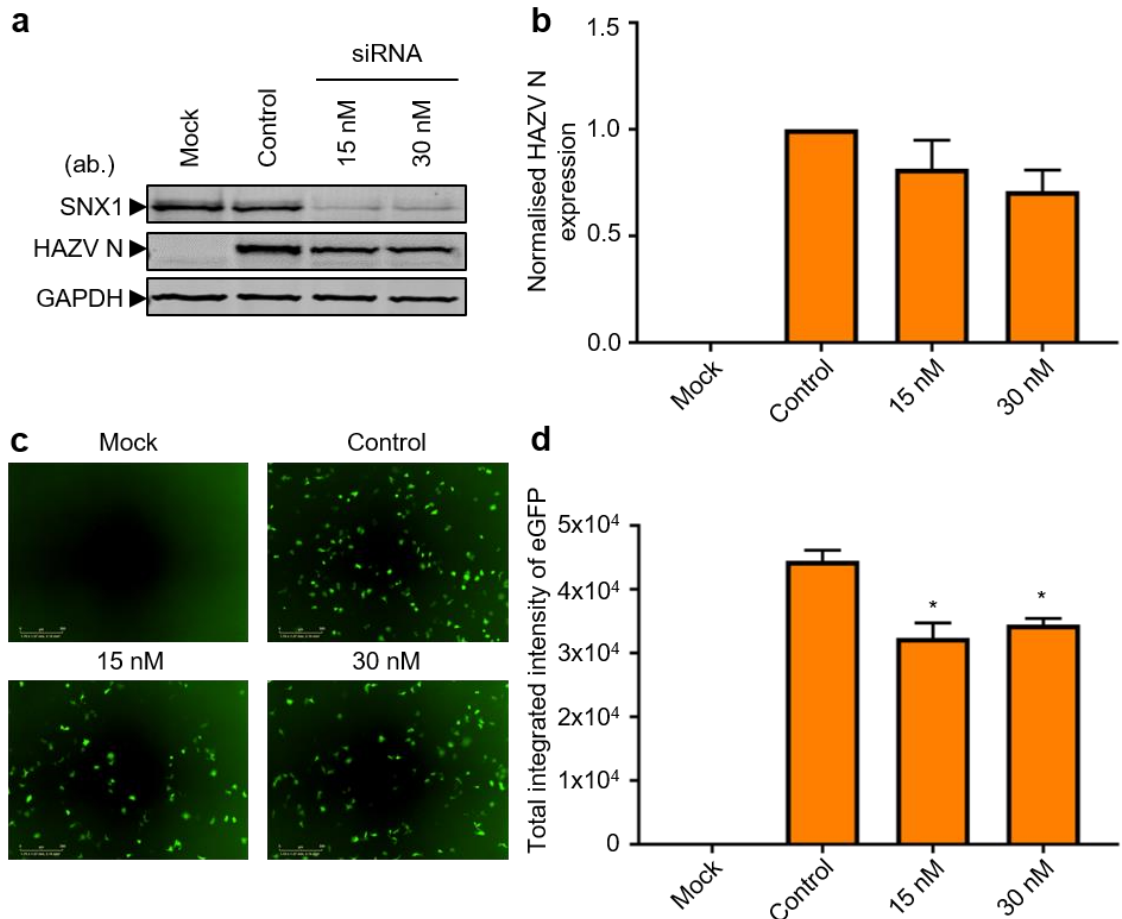 a
siRNA
Mock
Control
15 nM
30 nM
(ab.)
SNX1
HAZV N
GAPDH
b
Normalised HAZV N
expression
1.5
1.0
0.5
0.0
Mock
Control
15 nM
30 nM
c
Mock
Control
15 nM
30 nM
d
Total integrated intensity of eGFP
5x10⁴
4x10⁴
3x10⁴
2x10⁴
1x10⁴
0
*
*
Mock
Control
15 nM
30 nM